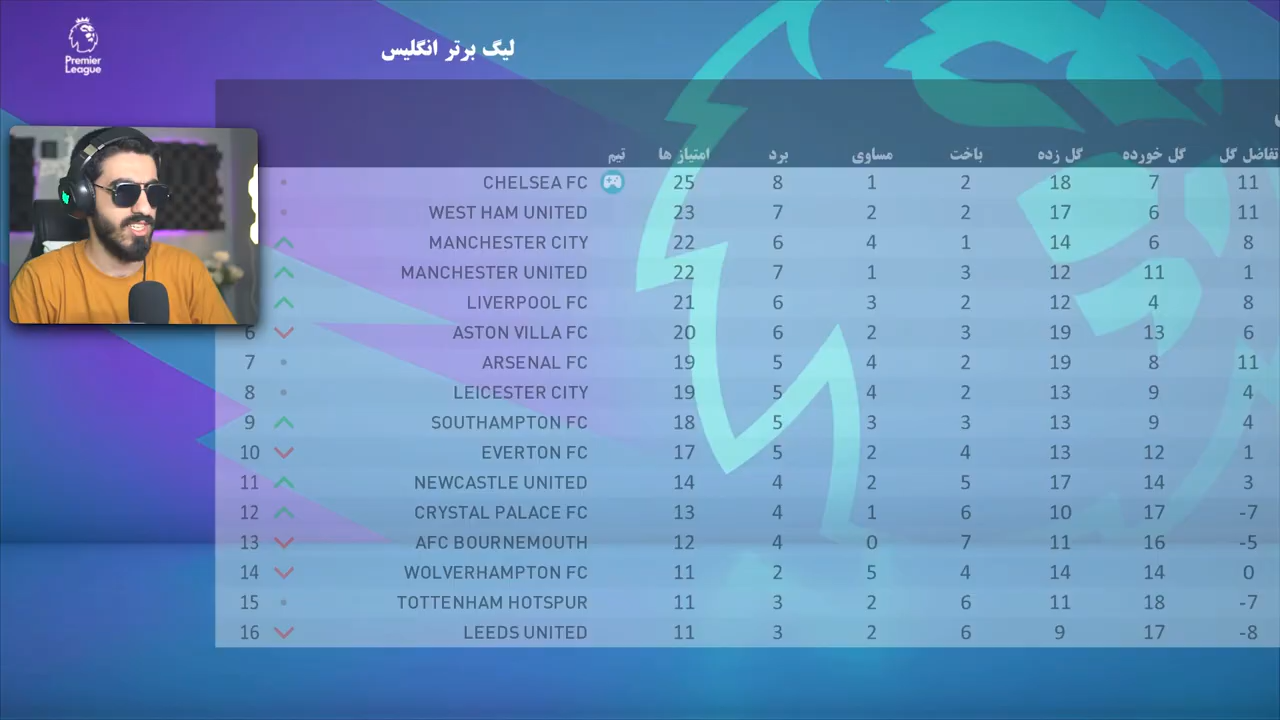 Premier
League
لیگ برتر انگلیس
تیم امتیاز ها برد مساوی باخت گل زده گل خورده تفاضل گل
CHELSEA FC 25 8 1 2 18 7 11
WEST HAM UNITED 23 7 2 2 17 6 11
MANCHESTER CITY 22 6 4 1 14 6 8
MANCHESTER UNITED 22 7 1 3 12 11 1
LIVERPOOL FC 21 6 3 2 12 4 8
6 ASTON VILLA FC 20 6 2 3 19 13 6
7 ARSENAL FC 19 5 4 2 19 8 11
8 LEICESTER CITY 19 5 4 2 13 9 4
9 SOUTHAMPTON FC 18 5 3 3 13 9 4
10 EVERTON FC 17 5 2 4 13 12 1
11 NEWCASTLE UNITED 14 4 2 5 17 14 3
12 CRYSTAL PALACE FC 13 4 1 6 10 17 -7
13 AFC BOURNEMOUTH 12 4 0 7 11 16 -5
14 WOLVERHAMPTON FC 11 2 5 4 14 14 0
15 TOTTENHAM HOTSPUR 11 3 2 6 11 18 -7
16 LEEDS UNITED 11 3 2 6 9 17 -8